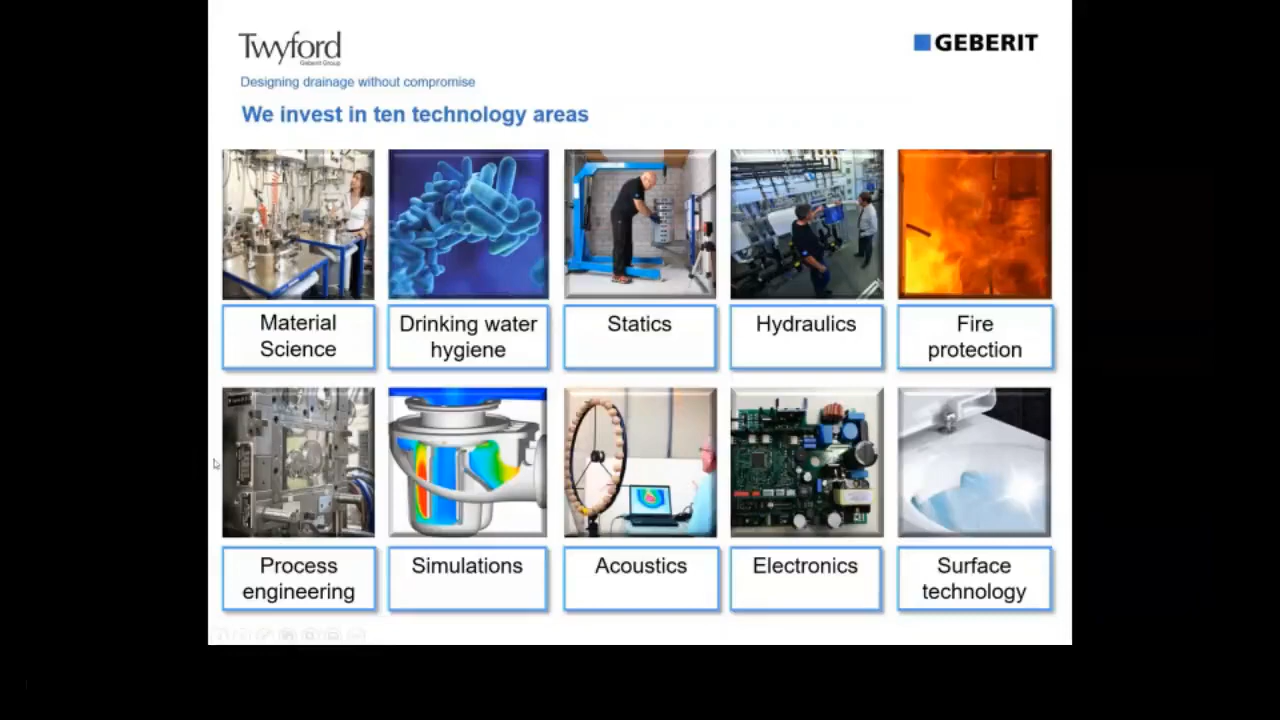 Twyford
Geberit Group
GEBERIT
Designing drainage without compromise
We invest in ten technology areas
Material
Science
Drinking water
hygiene
Statics
Hydraulics
Fire
protection
Process
engineering
Simulations
Acoustics
Electronics
Surface
technology